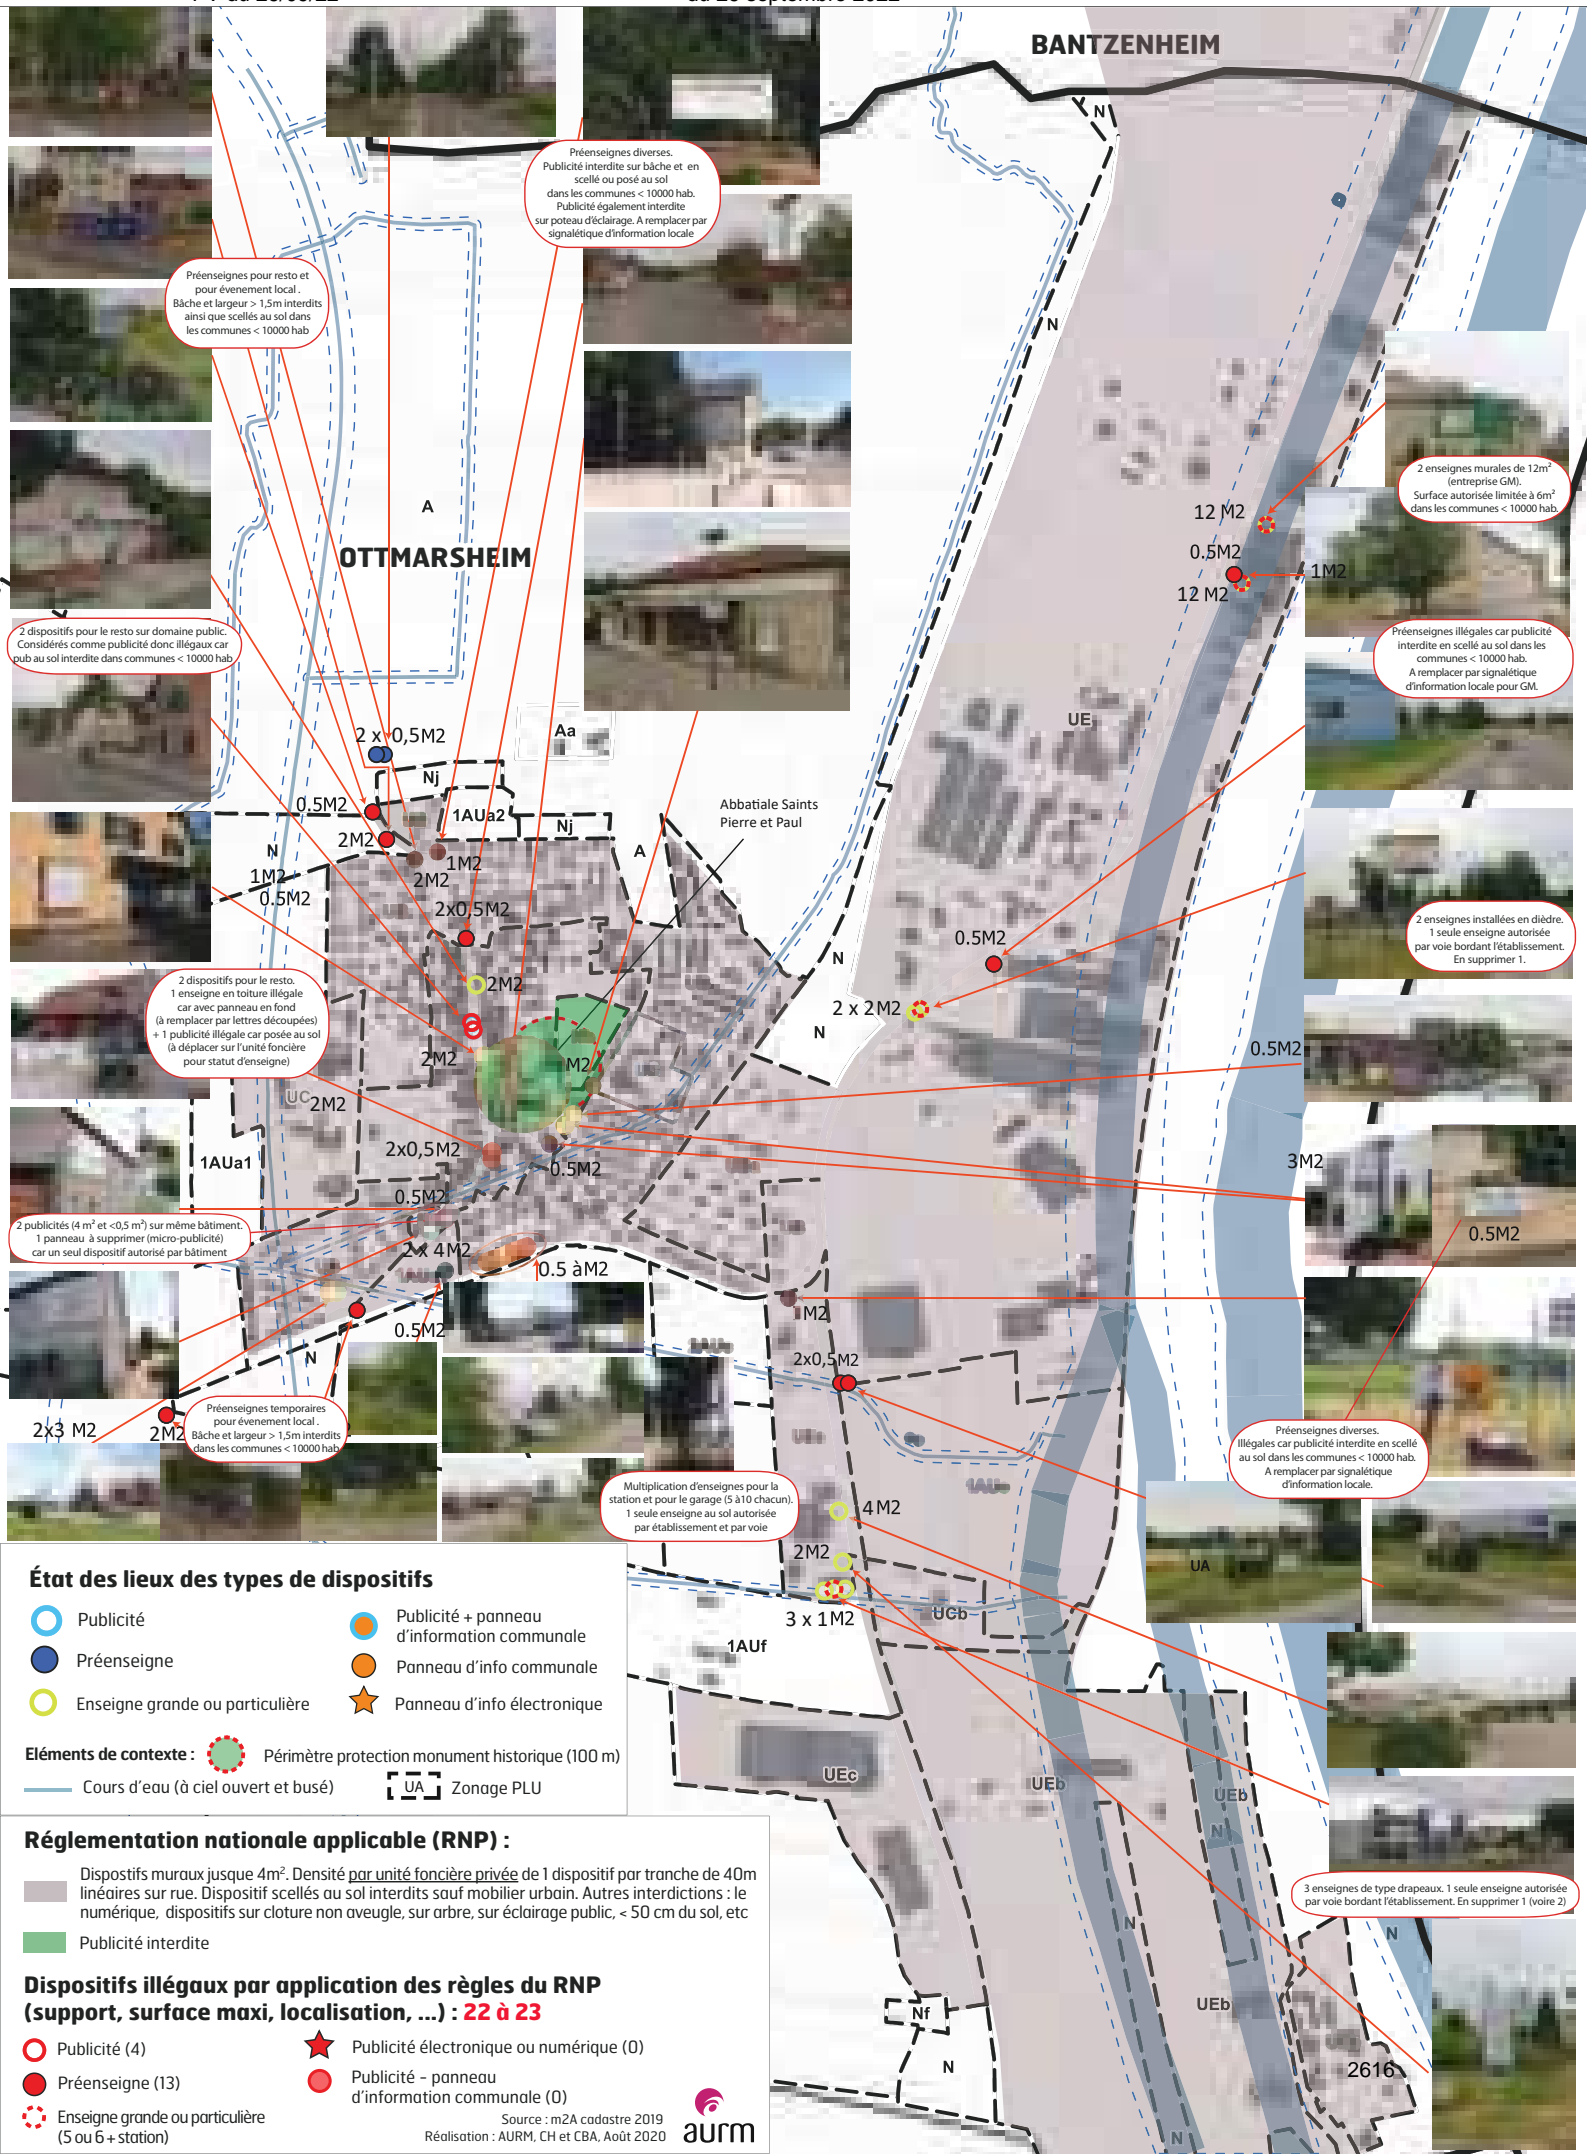 au 26 septembre 2022
BANTZENHEIM
N
Préenseignes diverses.
Publicité interdite sur bâche et en
scellé ou posé au sol
dans les communes < 10000 hab.
Publicité également interdite
sur poteau d'éclairage. A remplacer par
signalétique d'information locale
Préenseignes pour resto et
pour évenement local .
Bâche et largeur > 1,5m interdits
ainsi que scellés au sol dans
les communes < 10000 hab
N
A
OTTMARSHEIM
2 enseignes murales de 12m²
(entreprise GM).
Surface autorisée limitée à 6m²
dans les communes < 10000 hab.
12 M2
0.5M2
1M2
12 M2
2 dispositifs pour le resto sur domaine public.
Considérés comme publicité donc illégaux car
pub au sol interdite dans communes < 10000 hab
Préenseignes illégales car publicité
interdite en scellé au sol dans les
communes < 10000 hab.
A remplacer par signalétique
d'information locale pour GM.
UE
2 x 0,5M2
Aa
Nj
0.5M2
1AUa2
Nj
Abbatiale Saints
Pierre et Paul
2M2
N
1M2
A
1M2
2M2
0.5M2
2x0,5M2
0.5M2
2 enseignes installées en dièdre.
1 seule enseigne autorisée
par voie bordant l'établissement.
En supprimer 1.
N
2M2
2 x 2M2
N
2 dispositifs pour le resto.
1 enseigne en toiture illégale
car avec panneau en fond
(à remplacer par lettres découpées)
+ 1 publicité illégale car posée au sol
(à déplacer sur l'unité foncière
pour statut d'enseigne)
0.5M2
2M2
M2
UC
2M2
2x0,5M2
1AUa1
0.5M2
3M2
0.5M2
2 publicités (4 m² et <0,5 m²) sur même bâtiment.
1 panneau à supprimer (micro-publicité)
car un seul dispositif autorisé par bâtiment
0.5M2
2 x 4M2
0.5 àM2
M2
0.5M2
N
2x0,5M2
Préenseignes temporaires
pour évenement local .
Bâche et largeur > 1,5m interdits
dans les communes < 10000 hab
2x3 M2
2M2
Préenseignes diverses.
Illégales car publicité interdite en scellé
au sol dans les communes < 10000 hab.
A remplacer par signalétique
d'information locale.
Multiplication d'enseignes pour la
station et pour le garage (5 à10 chacun).
1 seule enseigne au sol autorisée
par établissement et par voie
4M2
2M2
UA
3 x 1M2
UCb
1AUf
État des lieux des types de dispositifs
Publicité
Publicité + panneau
d'information communale
Préenseigne
Panneau d'info communale
Enseigne grande ou particulière
Panneau d'info électronique
Eléments de contexte :
Périmètre protection monument historique (100 m)
Cours d'eau (à ciel ouvert et busé)
UA
Zonage PLU
UEc
UEb
UEb
N
Réglementation nationale applicable (RNP) :
Dispostifs muraux jusque 4m². Densité par unité foncière privée de 1 dispositif par tranche de 40m
linéaires sur rue. Dispositif scellés au sol interdits sauf mobilier urbain. Autres interdictions : le
numérique, dispositifs sur cloture non aveugle, sur arbre, sur éclairage public, < 50 cm du sol, etc
Publicité interdite
3 enseignes de type drapeaux. 1 seule enseigne autorisée
par voie bordant l'établissement. En supprimer 1 (voire 2)
N
N
Dispositifs illégaux par application des règles du RNP
(support, surface maxi, localisation, ...) : 22 à 23
Publicité (4)
Publicité électronique ou numérique (0)
Préenseigne (13)
Publicité - panneau
d'information communale (0)
Enseigne grande ou particulière
(5 ou 6 + station)
Source : m2A cadastre 2019
Réalisation : AURM, CH et CBA, Août 2020
aurm
Nf
UEb
N
2616
N